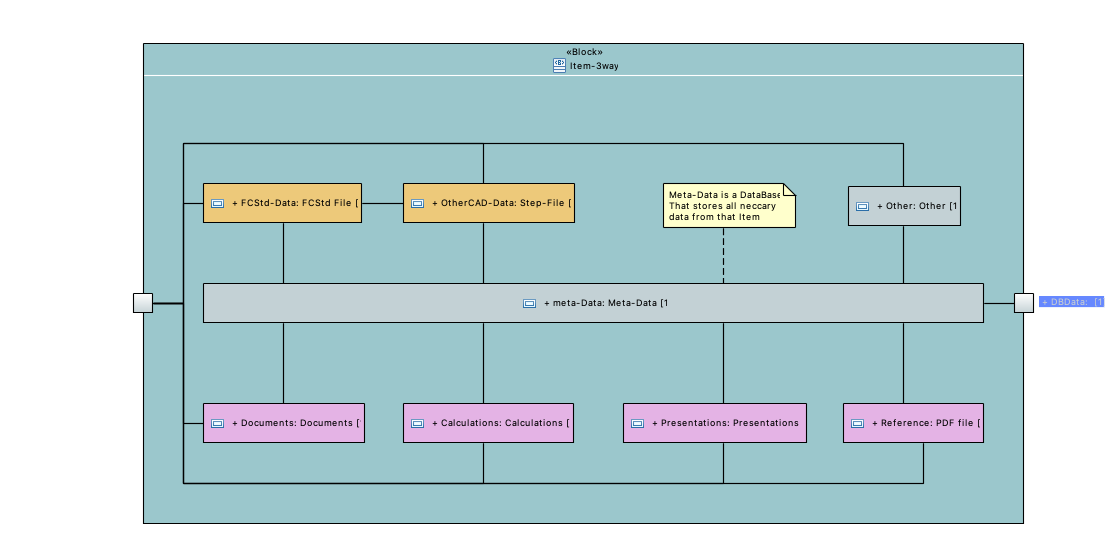 «Block»
Item-3way
+ FCStd-Data: FCStd File [
+ OtherCAD-Data: Step-File [
Meta-Data is a DataBase
That stores all neccary
data from that Item
+ Other: Other [1
+ meta-Data: Meta-Data [1
+ DBData:  [1
+ Documents: Documents [
+ Calculations: Calculations [
+ Presentations: Presentations
+ Reference: PDF file [